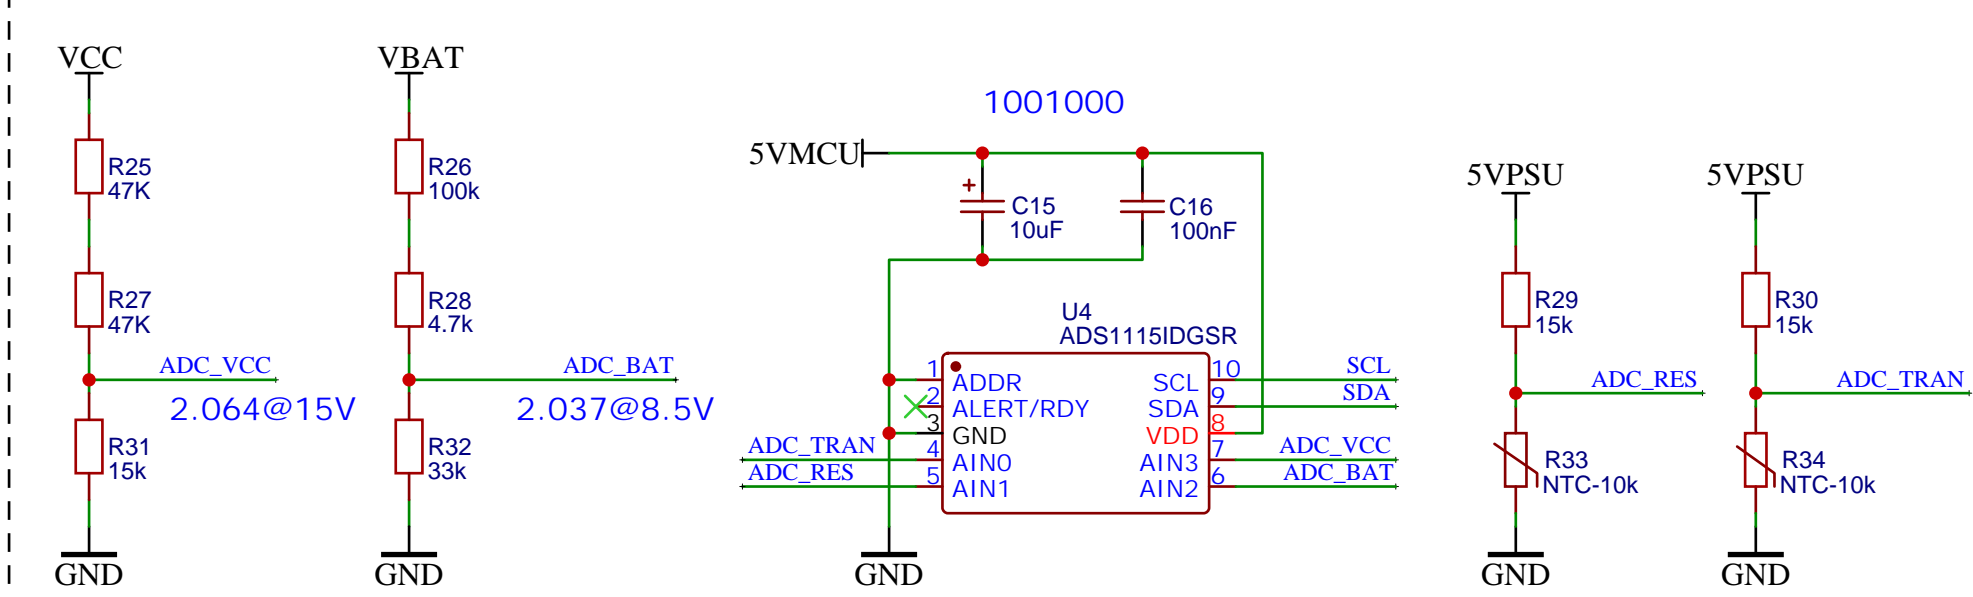 VCC
R25
47K
R27
47K
ADC_VCC
2.064@15V
R31
15k
GND
VBAT
R26
100k
R28
4.7k
ADC_BAT
2.037@8.5V
R32
33k
GND
1001000
5VMCU
+
C15
10uF
C16
100nF
U4
ADS1115IDGSR
1 ADDR
2 ALERT/RDY
3 GND
ADC_TRAN 4 AIN0
ADC_RES 5 AIN1
SCL 10 SCL
SDA 9 SDA
VDD 8
AIN3 7 ADC_VCC
AIN2 6 ADC_BAT
GND
5VPSU
R29
15k
ADC_RES
R33
NTC-10k
GND
5VPSU
R30
15k
ADC_TRAN
R34
NTC-10k
GND